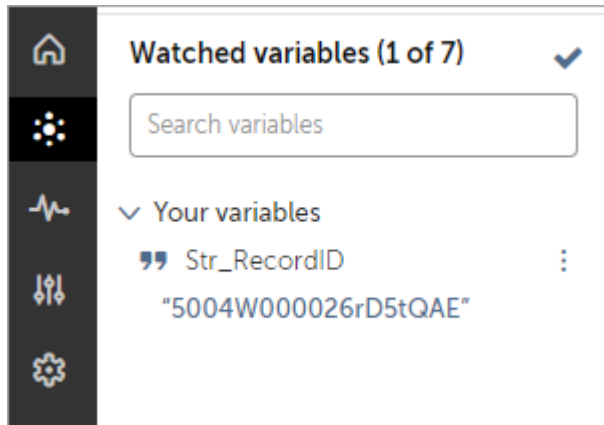 Watched variables (1 of 7)
Search variables
Your variables
Str_RecordID
"5004W000026rD5tQAE"